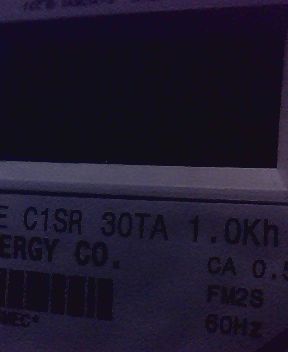 E C1SR 30TA 1.0Kh
ERGY CO.
CA 0.5
FM2S
60Hz